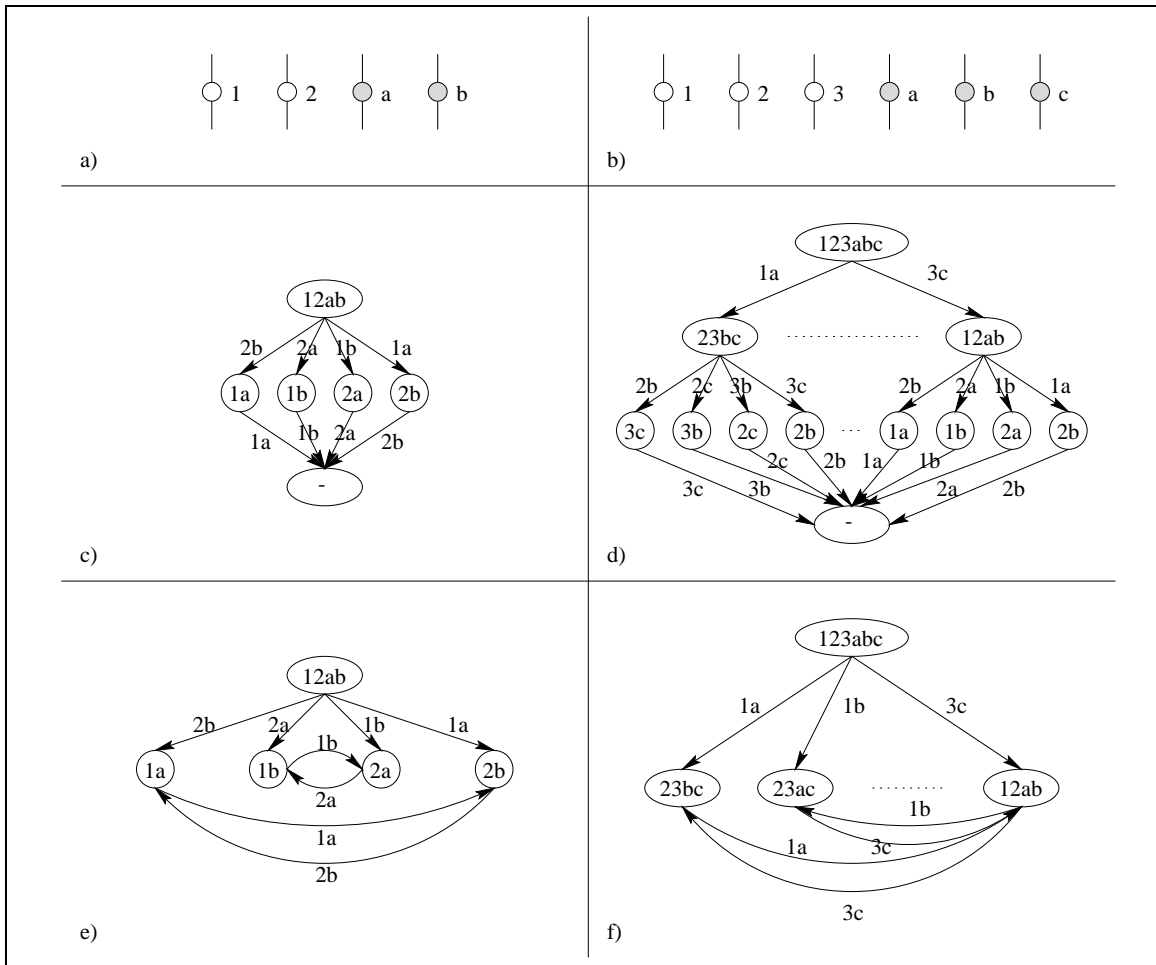 1 2 a b
a)
1 2 3 a b c
b)
12ab
2b 2a 1b 1a
1a 1b 2a 2b
1a 1b 2a 2b
-
c)
123abc
1a 3c
23bc 12ab
2b 2c 3b 3c 2b 2a 1b 1a
3c 3b 2c 2b 1a 1b 2a 2b
3c 3b 2c 2b 1a 1b 2a 2b
-
d)
12ab
2b 2a 1b 1a
1b
1a 1b 2a 2b
2a
1a
2b
e)
123abc
1a 1b 3c
23bc 23ac 12ab
1b
1a 3c
3c
f)